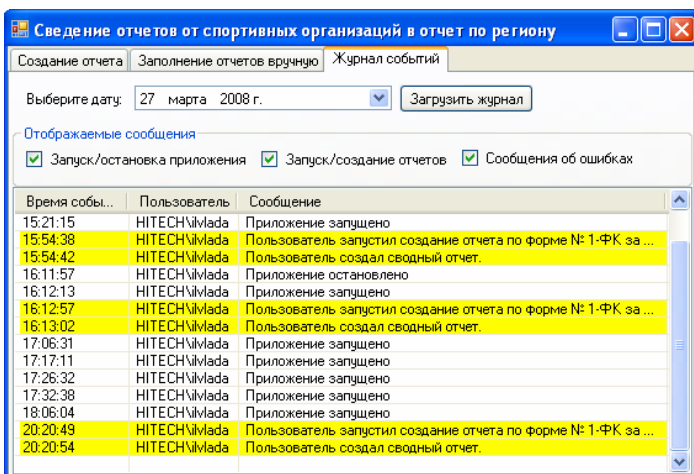 Сведение отчетов от спортивных организаций в отчет по региону
Создание отчета Заполнение отчетов вручную Журнал событий
Выберите дату: 27 марта 2008 г. Загрузить журнал
Отображаемые сообщения
Запуск/остановка приложения Запуск/создание отчетов Сообщения об ошибках
Время собы... Пользователь Сообщение
15:21:15 HITECH\ilvlada Приложение запущено
15:54:38 HITECH\ilvlada Пользователь запустил создание отчета по форме № 1-ФК за ...
15:54:42 HITECH\ilvlada Пользователь создал сводный отчет.
16:11:57 HITECH\ilvlada Приложение остановлено
16:12:13 HITECH\ilvlada Приложение запущено
16:12:57 HITECH\ilvlada Пользователь запустил создание отчета по форме № 1-ФК за ...
16:13:02 HITECH\ilvlada Пользователь создал сводный отчет.
17:06:31 HITECH\ilvlada Приложение запущено
17:17:11 HITECH\ilvlada Приложение запущено
17:26:32 HITECH\ilvlada Приложение запущено
17:32:38 HITECH\ilvlada Приложение запущено
18:06:04 HITECH\ilvlada Приложение запущено
20:20:49 HITECH\ilvlada Пользователь запустил создание отчета по форме № 1-ФК за ...
20:20:54 HITECH\ilvlada Пользователь создал сводный отчет.